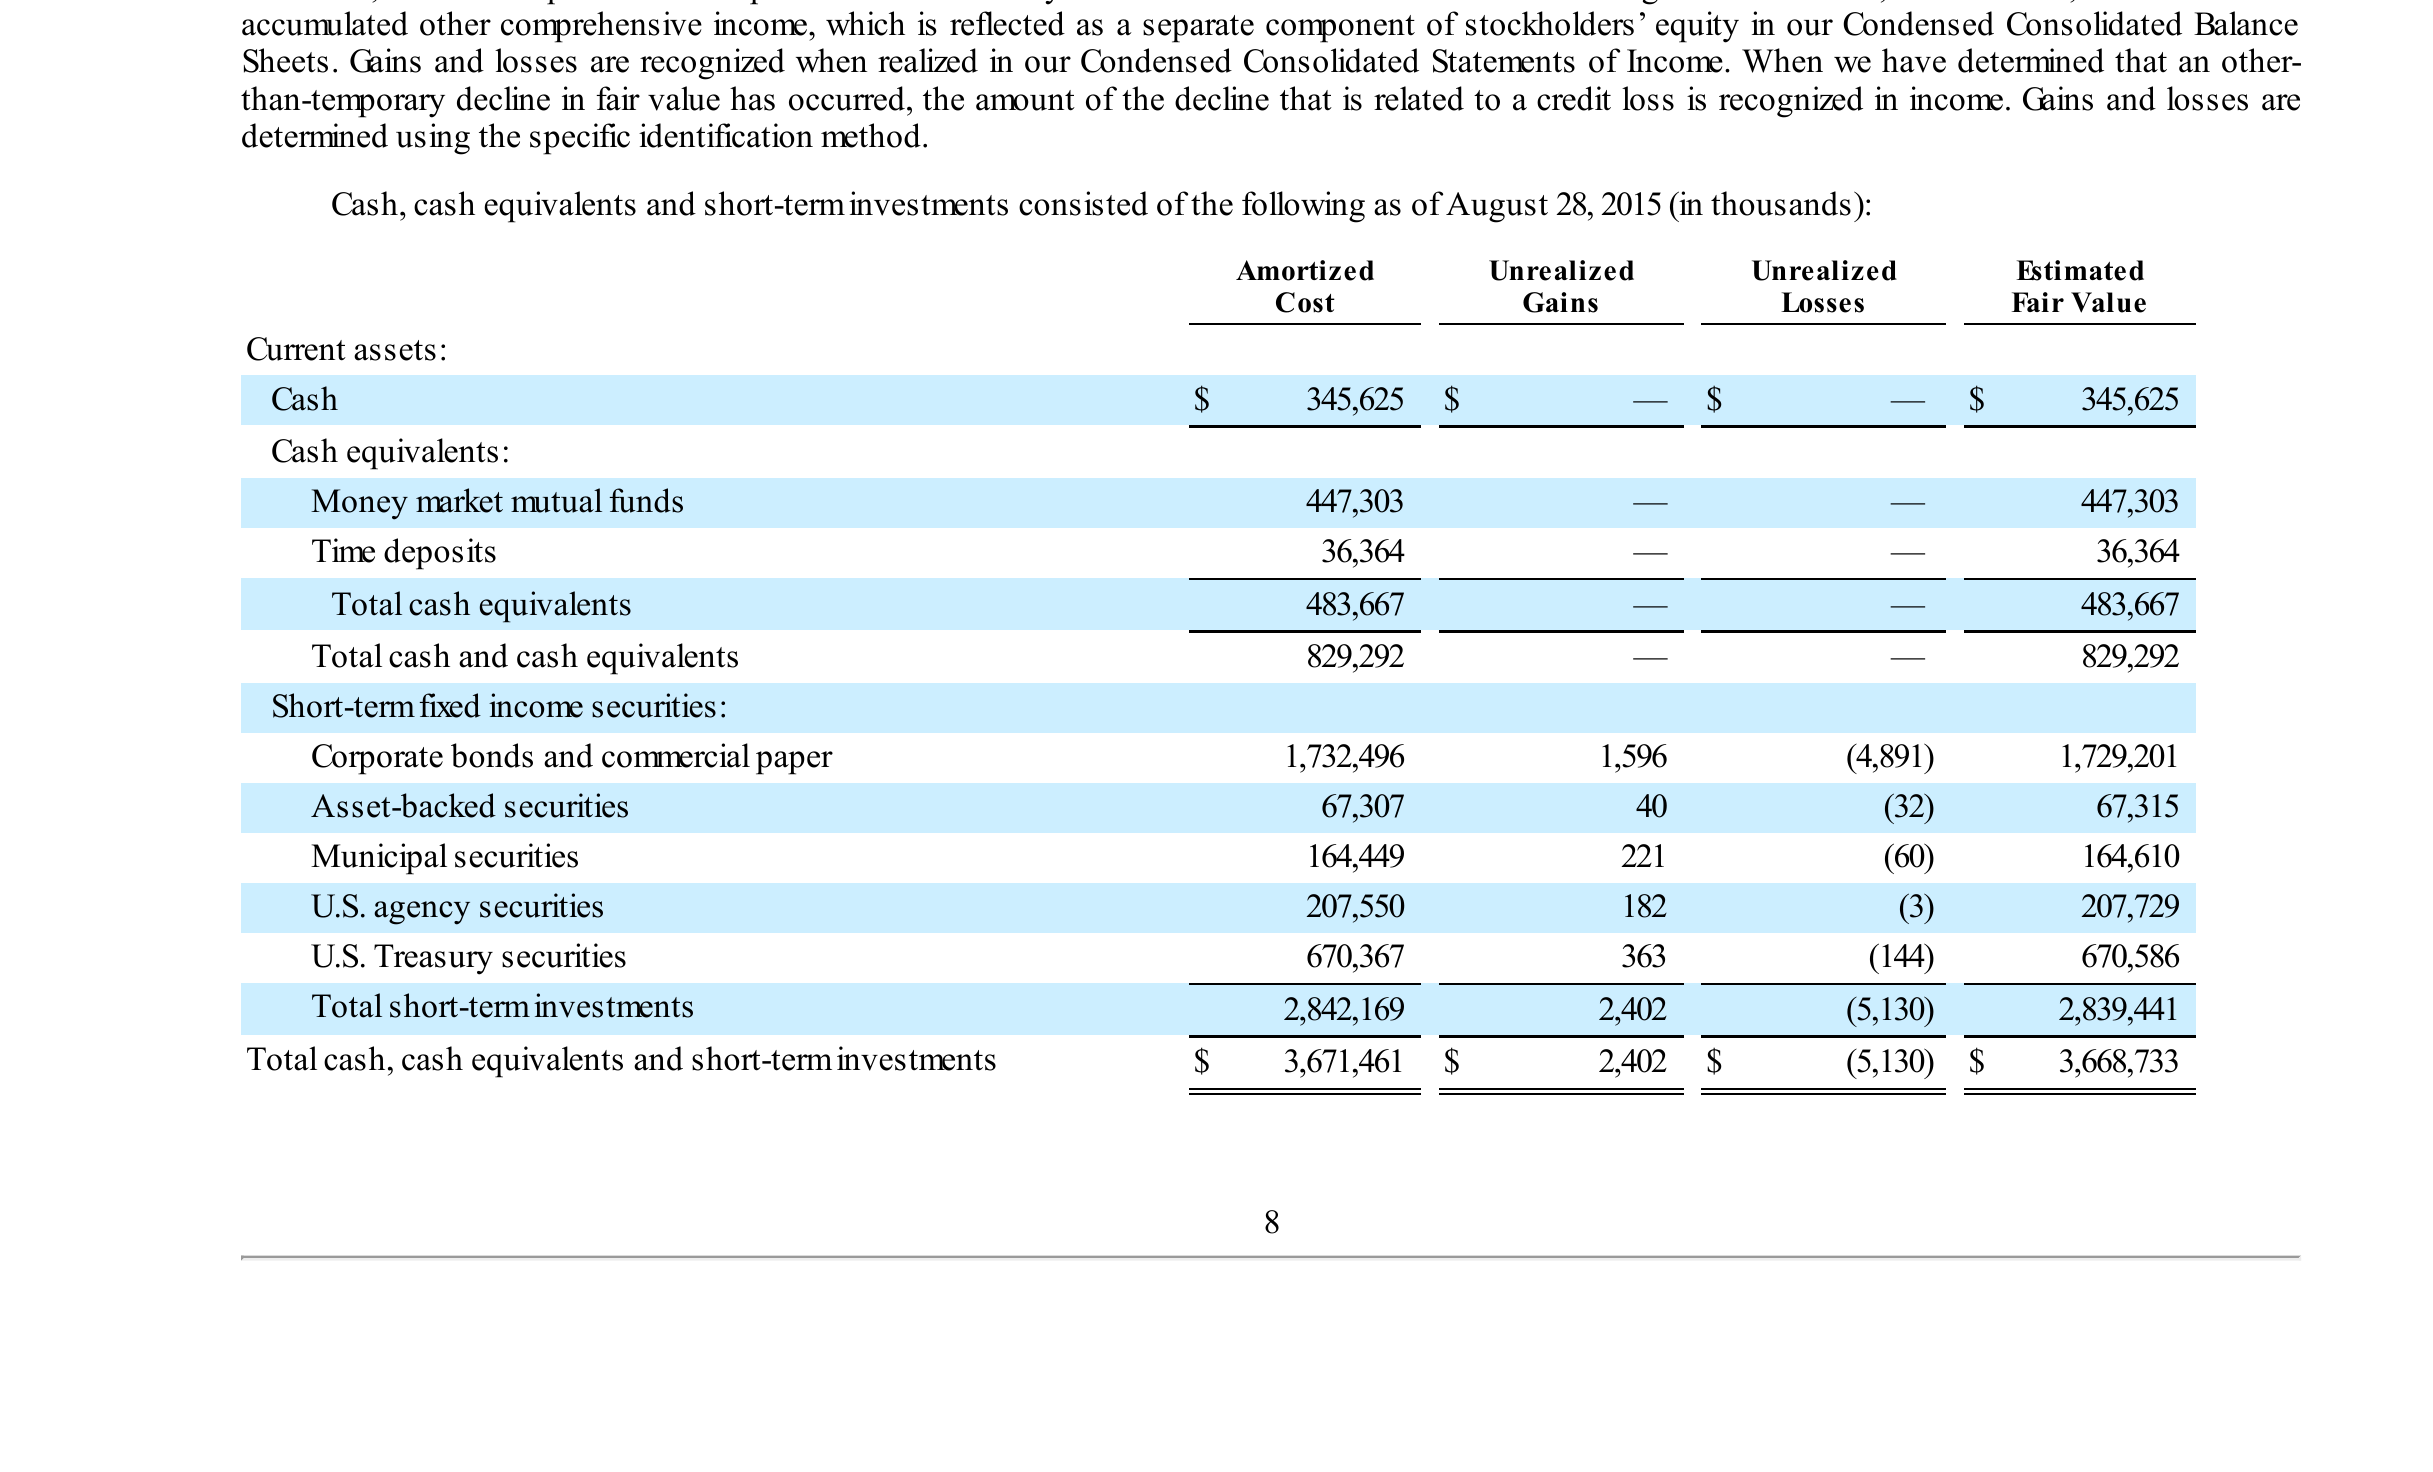 accumulated other comprehensive income, which is reflected as a separate component of stockholders’ equity in our Condensed Consolidated Balance
Sheets. Gains and losses are recognized when realized in our Condensed Consolidated Statements of Income. When we have determined that an other-
than-temporary decline in fair value has occurred, the amount of the decline that is related to a credit loss is recognized in income. Gains and losses are
determined using the specific identification method.
Cash, cash equivalents and short-term investments consisted of the following as of August 28, 2015 (in thousands):
Amortized Unrealized Unrealized Estimated
Cost Gains Losses Fair Value
Current assets:
Cash $ 345,625 $ — $ — $ 345,625
Cash equivalents:
Money market mutual funds 447,303 — — 447,303
Time deposits 36,364 — — 36,364
Total cash equivalents 483,667 — — 483,667
Total cash and cash equivalents 829,292 — — 829,292
Short-term fixed income securities:
Corporate bonds and commercial paper 1,732,496 1,596 (4,891) 1,729,201
Asset-backed securities 67,307 40 (32) 67,315
Municipal securities 164,449 221 (60) 164,610
U.S. agency securities 207,550 182 (3) 207,729
U.S. Treasury securities 670,367 363 (144) 670,586
Total short-term investments 2,842,169 2,402 (5,130) 2,839,441
Total cash, cash equivalents and short-term investments $ 3,671,461 $ 2,402 $ (5,130) $ 3,668,733
8